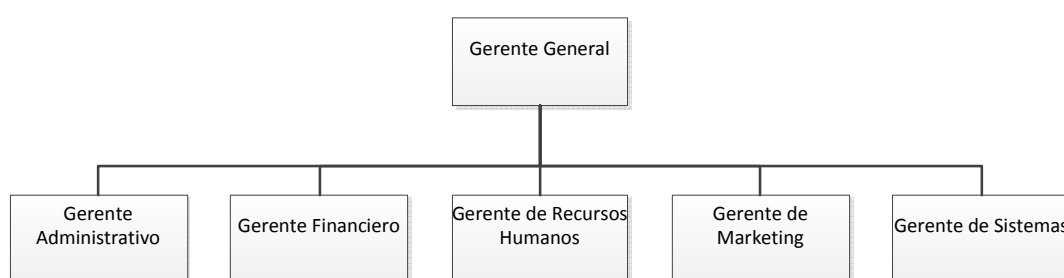 Gerente General
Gerente
Administrativo
Gerente Financiero
Gerente de Recursos
Humanos
Gerente de
Marketing
Gerente de Sistemas